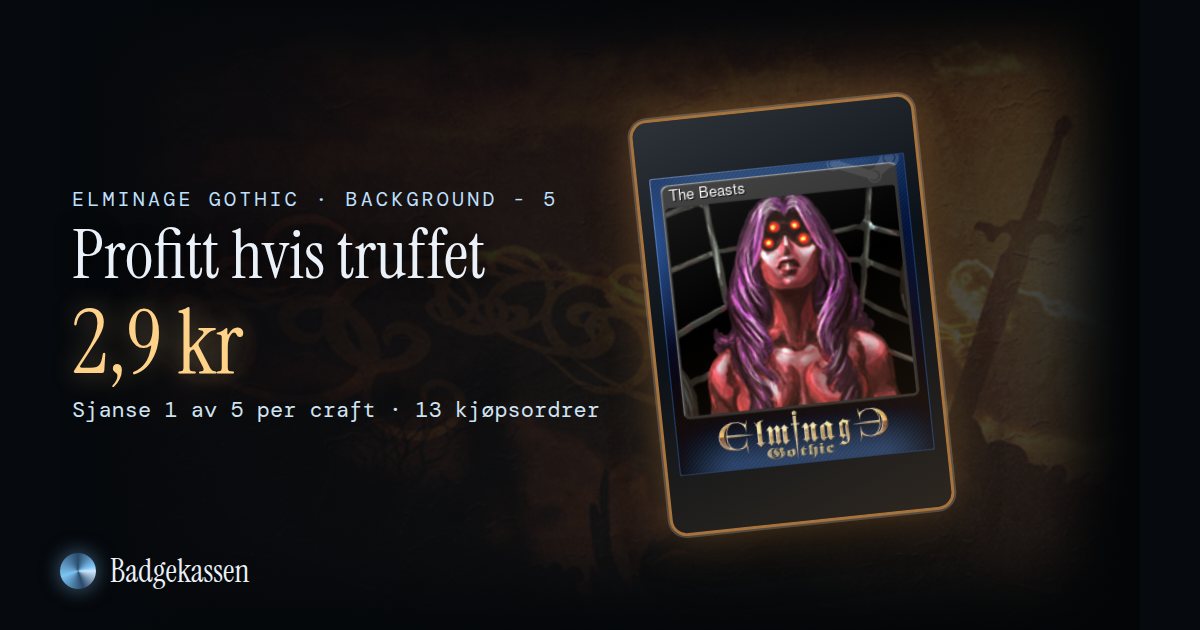 ELMINAGE GOTHIC · BACKGROUND - 5
Profitt hvis truffet
2,9 kr
Sjanse 1 av 5 per craft · 13 kjøpsordrer
The Beasts
Elminage
Gothic
Badgekassen